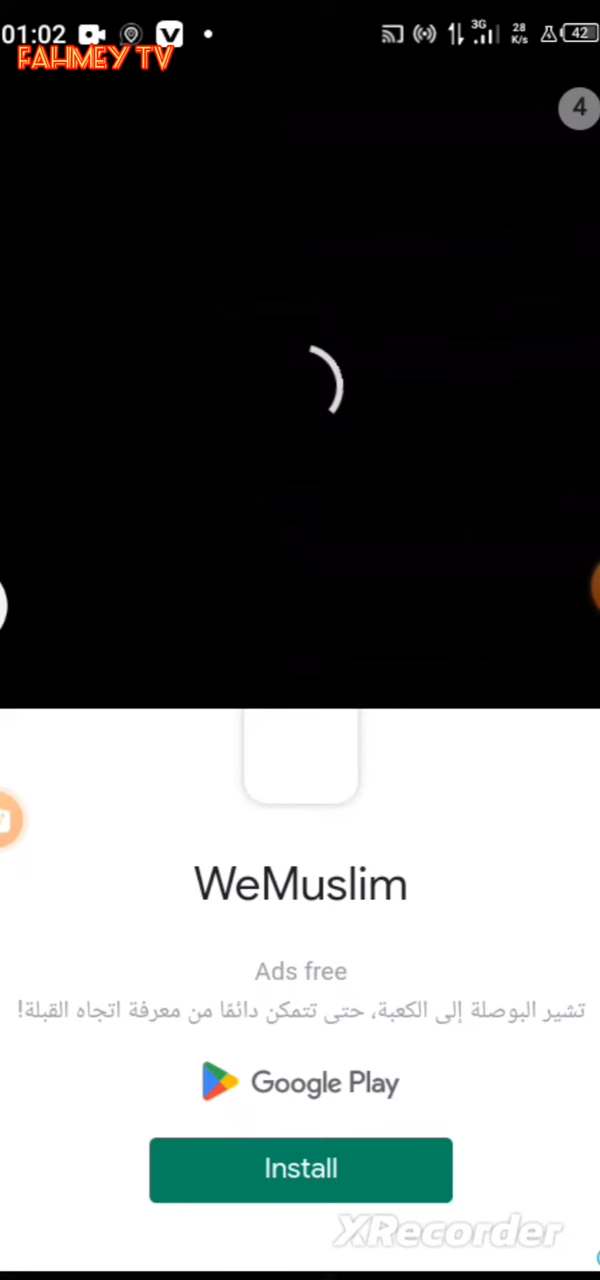 01:02
3G
28
K/s
42
FAHMEY TV
4
WeMuslim
Ads free
تشير البوصلة إلى الكعبة، حتى تتمكن دائمًا من معرفة اتجاه القبلة!
Google Play
Install
XRecorder